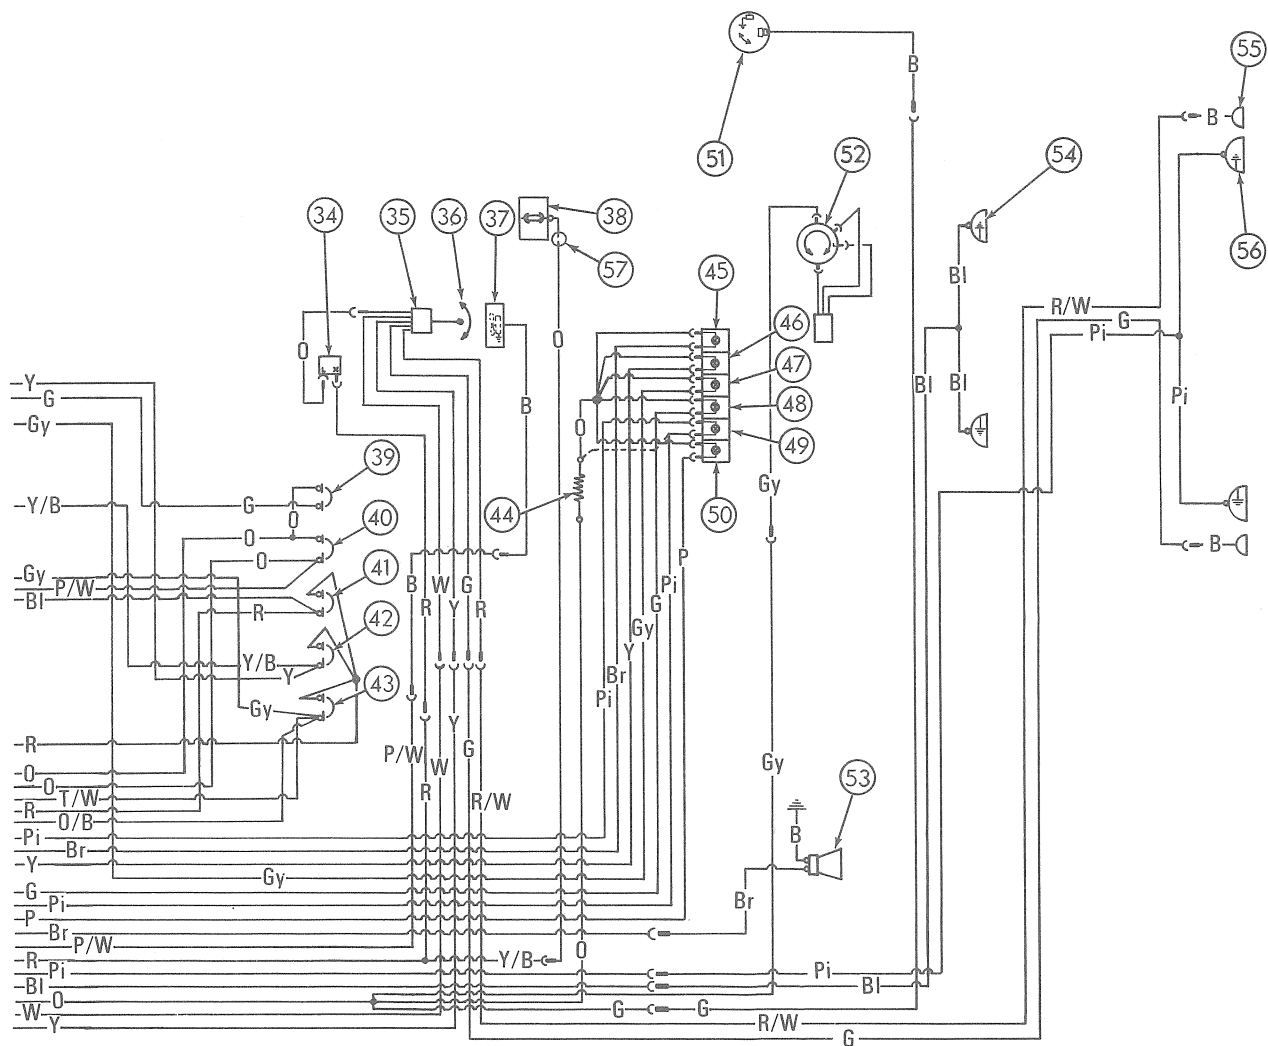 51
B
55
B
52
54
56
34
35
36
37
38
57
45
46
47
48
49
50
Bl
R/W
G
Pi
O
O
B
Bl
Bl
Pi
Y
G
Gy
O
39
Y/B
G
O
44
Gy
40
O
O
P
Gy
P/W
Bl
41
B
R
W
Y
G
R
Pi
G
R
42
Gy
Y
Br
Pi
Y/B
Y
43
Gy
Y
R
P/W
W
G
Gy
53
O
O
T/W
R
R
R/W
O/B
B
Pi
Br
Y
Gy
G
Pi
Br
P
Br
P/W
O
R
Y/B
Pi
Pi
Bl
Bl
O
G
G
W
Y
R/W
G
B